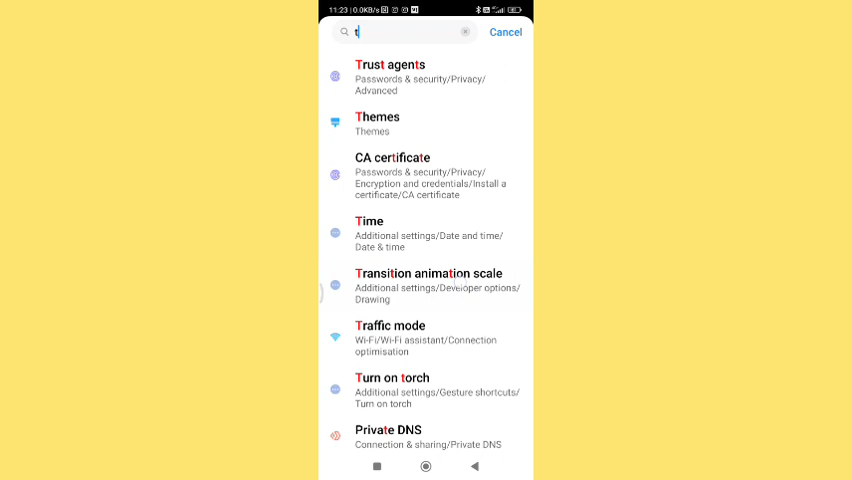 11:23 | 0.0KB/s
t
Cancel
Trust agents
Passwords & security/Privacy/
Advanced
Themes
Themes
CA certificate
Passwords & security/Privacy/
Encryption and credentials/Install a
certificate/CA certificate
Time
Additional settings/Date and time/
Date & time
Transition animation scale
Additional settings/Developer options/
Drawing
Traffic mode
Wi-Fi/Wi-Fi assistant/Connection
optimisation
Turn on torch
Additional settings/Gesture shortcuts/
Turn on torch
Private DNS
Connection & sharing/Private DNS